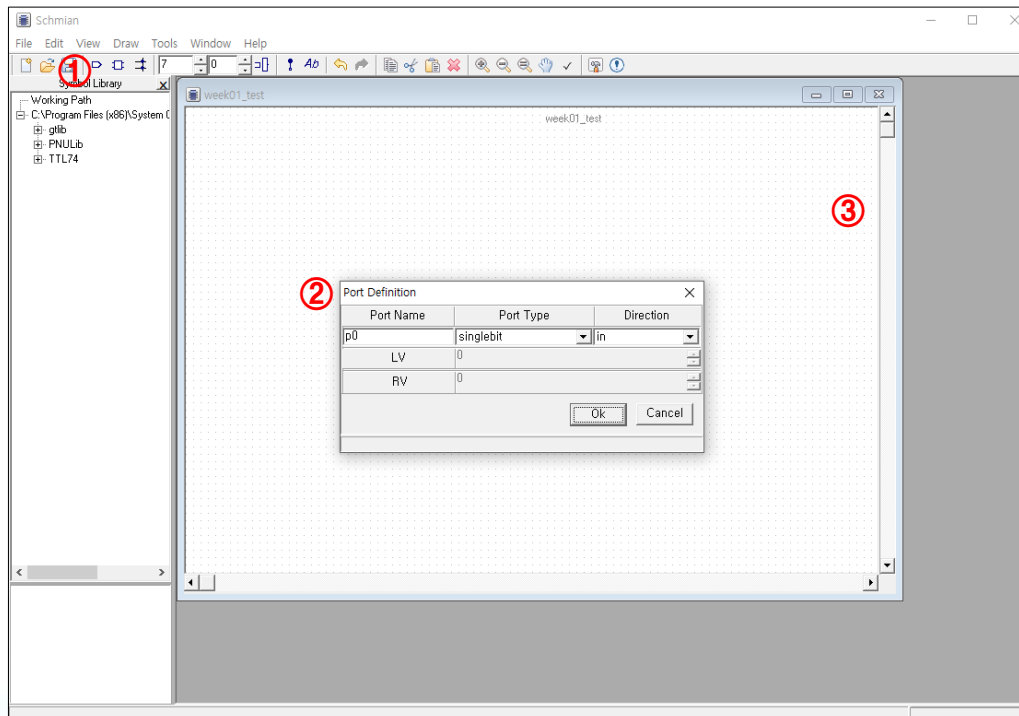 Schmian
File Edit View Draw Tools Window Help
① 7 0 Ab
Symbol Library x
Working Path
C:\Program Files (x86)\System C
gtlib
PNULib
TTL74
week01_test
week01_test
③
②
Port Definition
Port Name Port Type Direction
p0 singlebit in
LV 0
RV 0
Ok Cancel